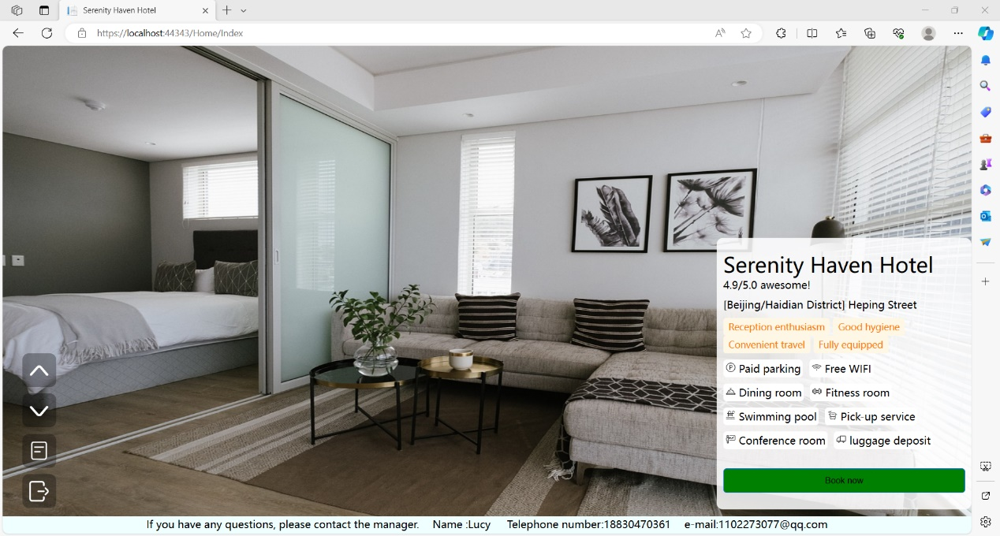 Serenity Haven Hotel
https://localhost:44343/Home/Index
Serenity Haven Hotel
4.9/5.0 awesome!
[Beijing/Haidian District] Heping Street
Reception enthusiasm Good hygiene
Convenient travel Fully equipped
Paid parking Free WIFI
Dining room Fitness room
Swimming pool Pick-up service
Conference room luggage deposit
Book now
If you have any questions, please contact the manager. Name :Lucy Telephone number:18830470361 e-mail:1102273077@qq.com